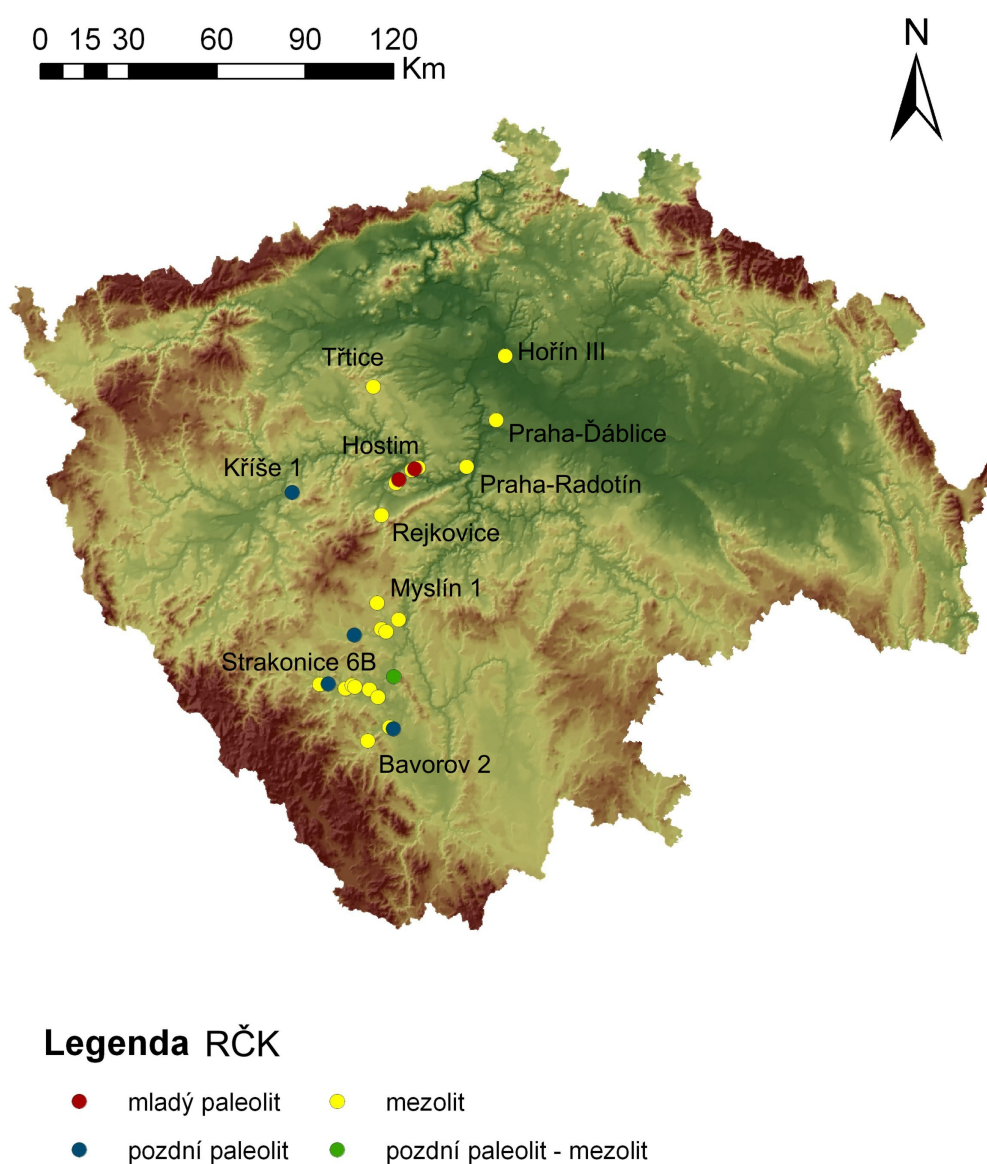 0 15 30 60 90 120
Km
N
Hořín III
Třtice
Praha-Ďáblice
Hostim
Kříše 1
Praha-Radotín
Rejkovice
Myslín 1
Strakonice 6B
Bavorov 2
Legenda RČK
mladý paleolit mezolit
pozdní paleolit pozdní paleolit - mezolit